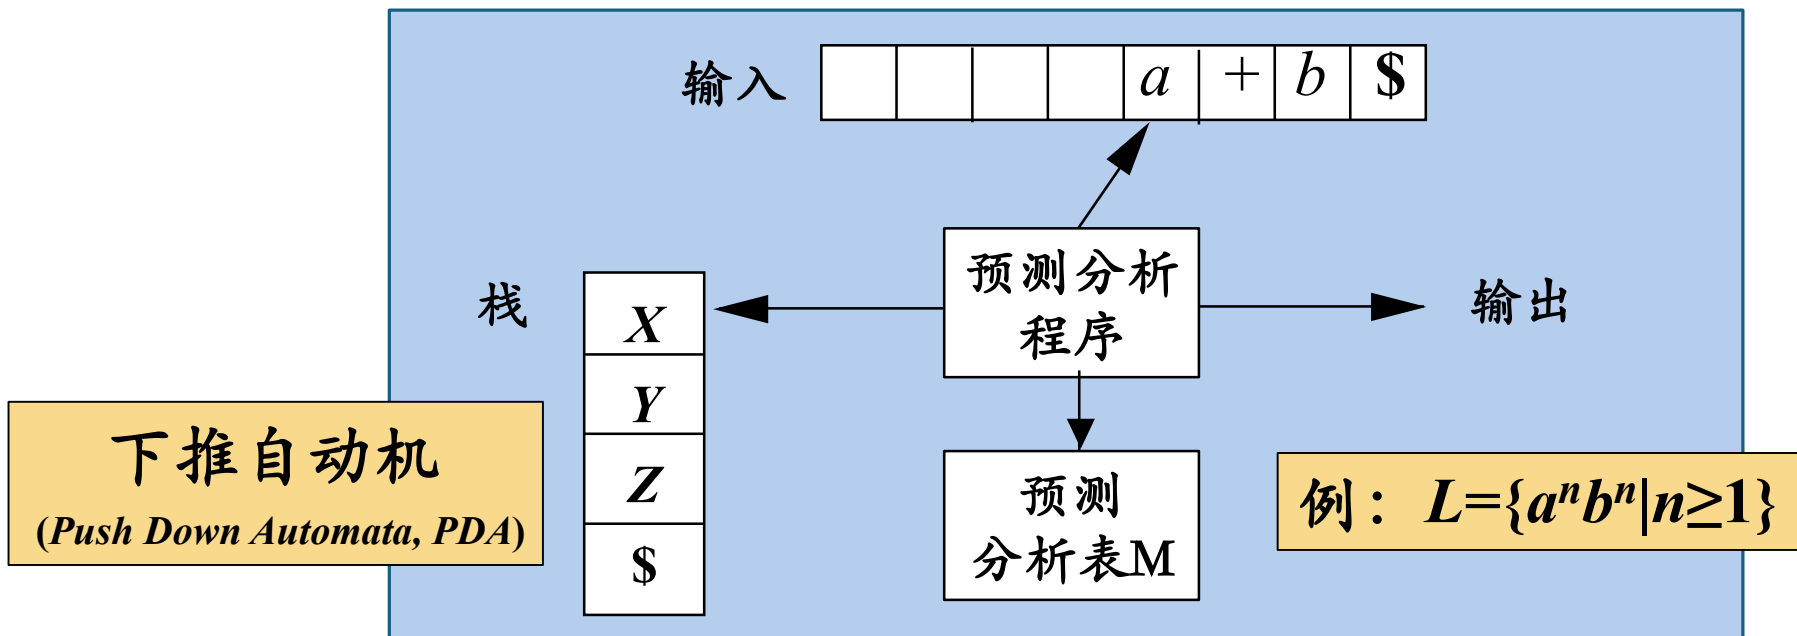 输入 a + b $
栈
X
Y
Z
$
预测分析
程序
输出
下推自动机
(Push Down Automata, PDA)
预测
分析表M
例：L={aⁿbⁿ|n≥1}